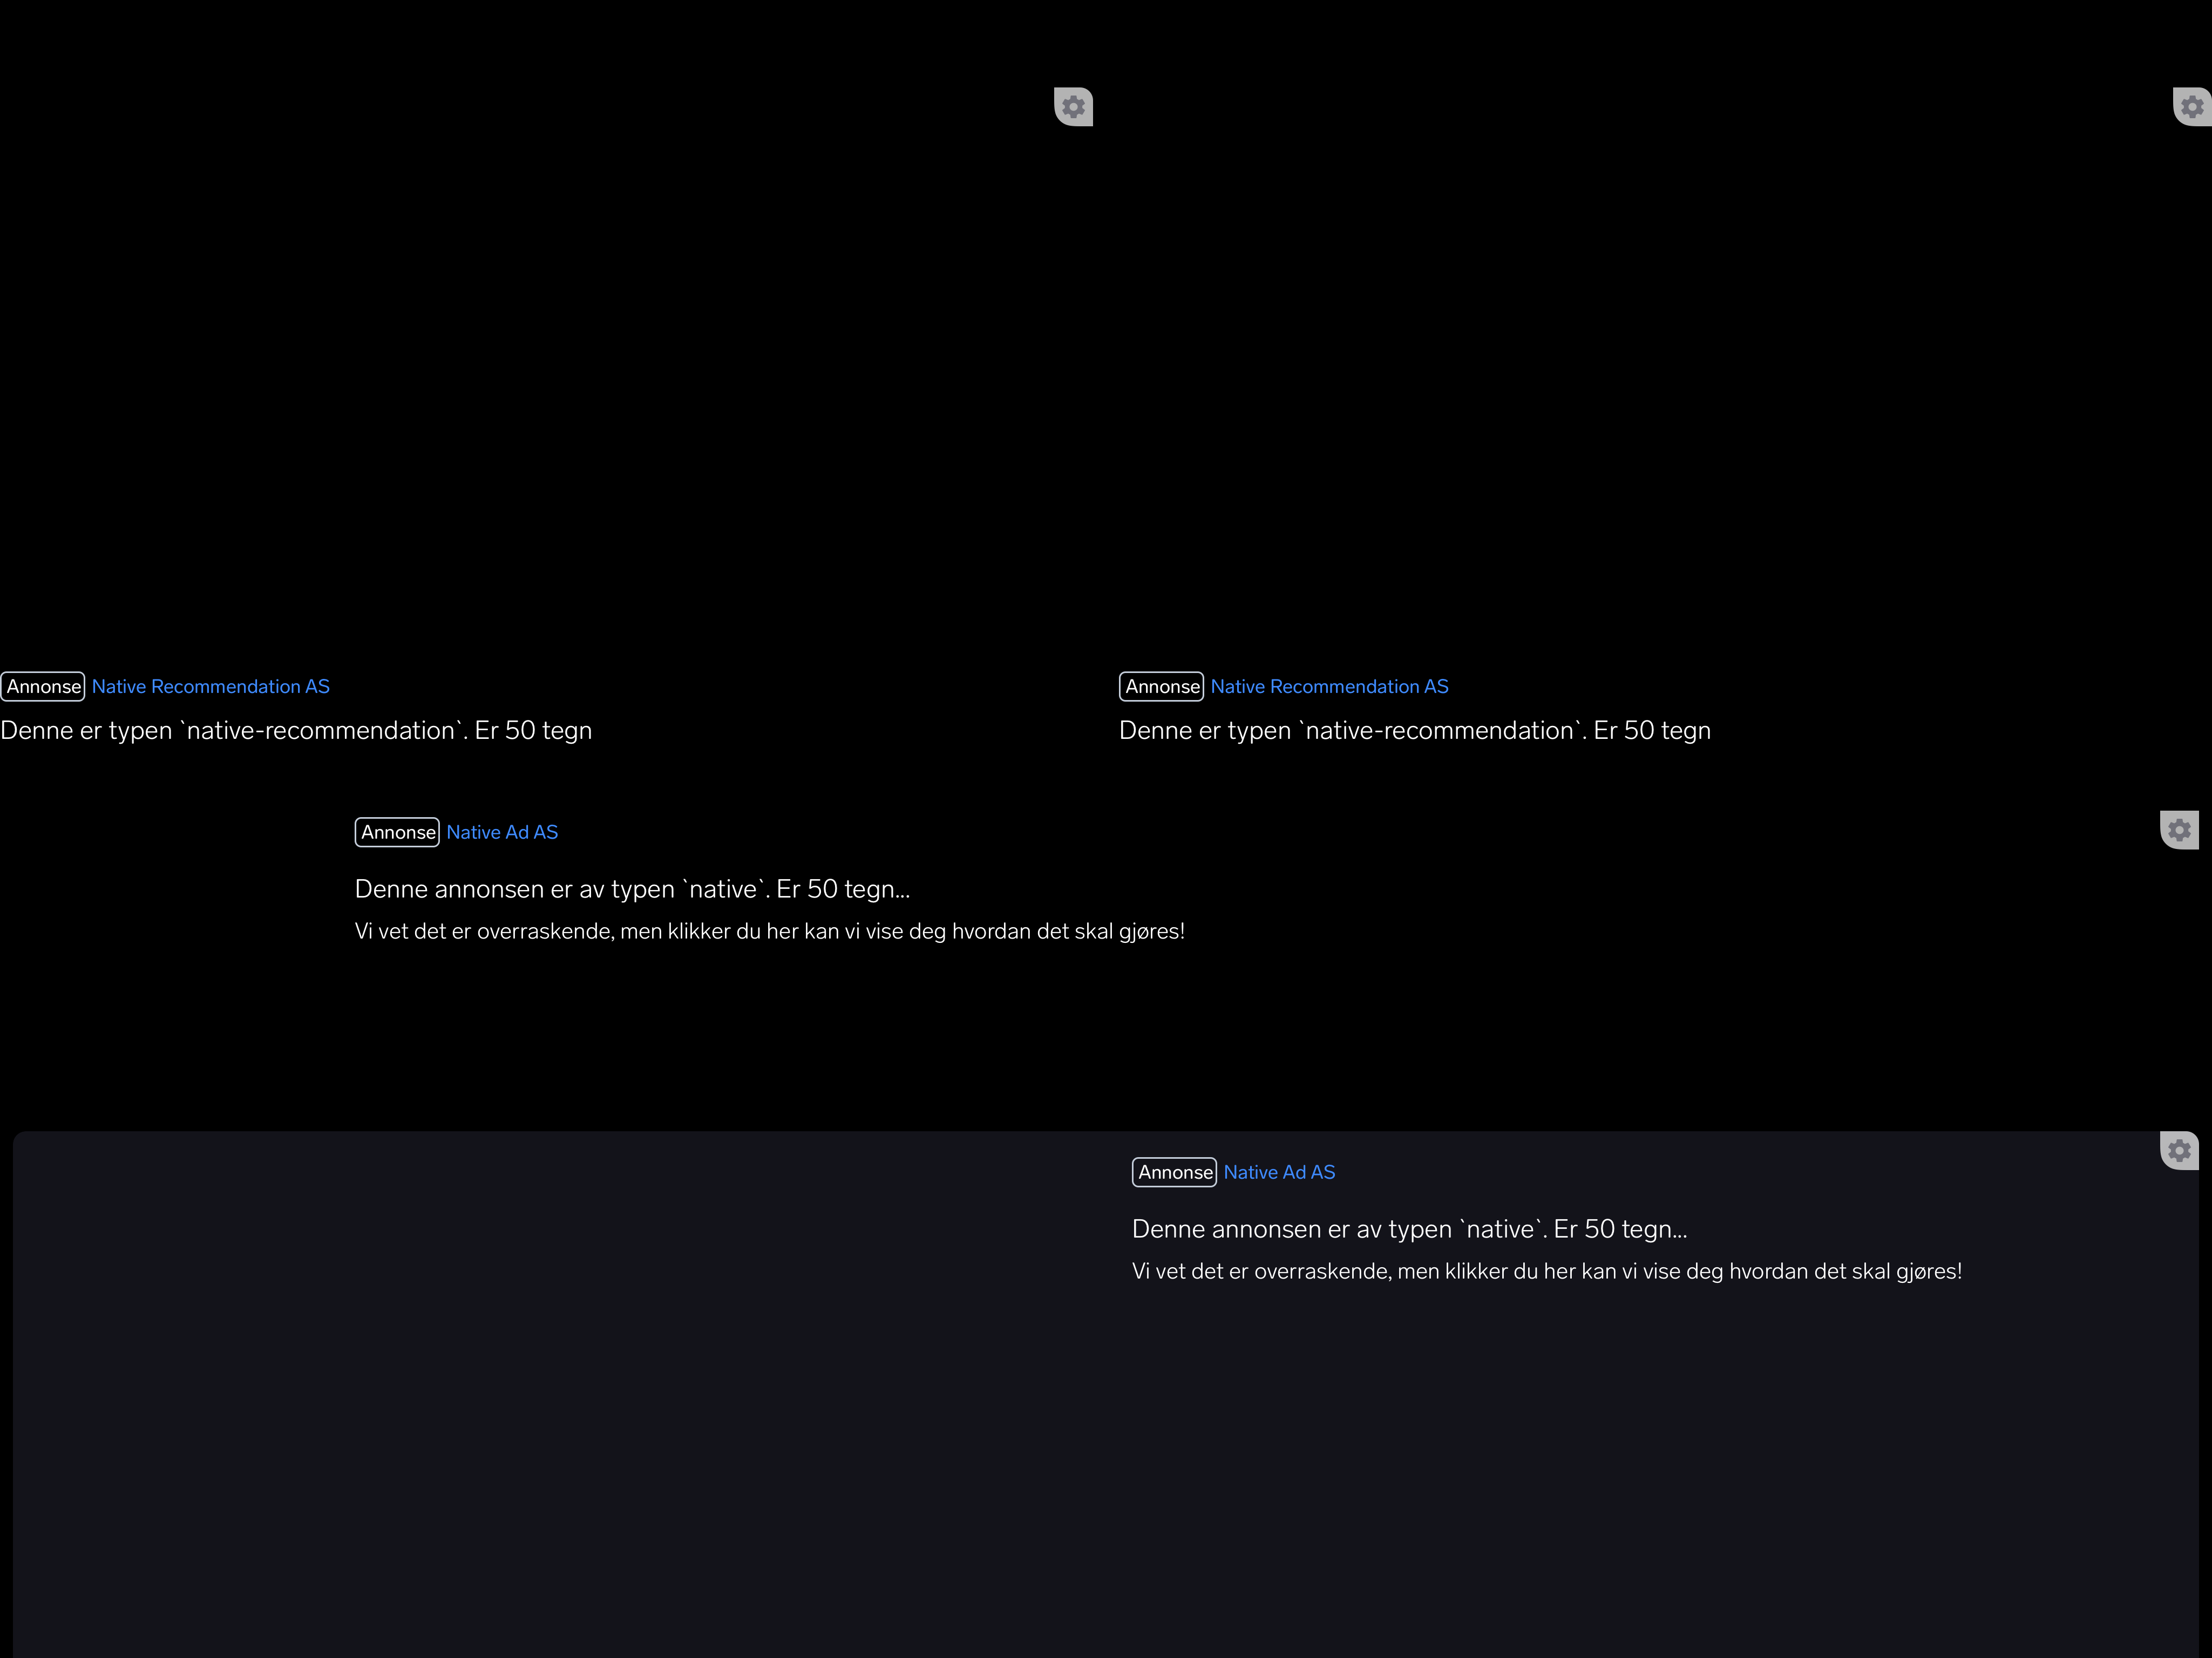 Annonse Native Recommendation AS
Denne er typen `native-recommendation`. Er 50 tegn
Annonse Native Recommendation AS
Denne er typen `native-recommendation`. Er 50 tegn
Annonse Native Ad AS
Denne annonsen er av typen `native`. Er 50 tegn...
Vi vet det er overraskende, men klikker du her kan vi vise deg hvordan det skal gjøres!
Annonse Native Ad AS
Denne annonsen er av typen `native`. Er 50 tegn...
Vi vet det er overraskende, men klikker du her kan vi vise deg hvordan det skal gjøres!